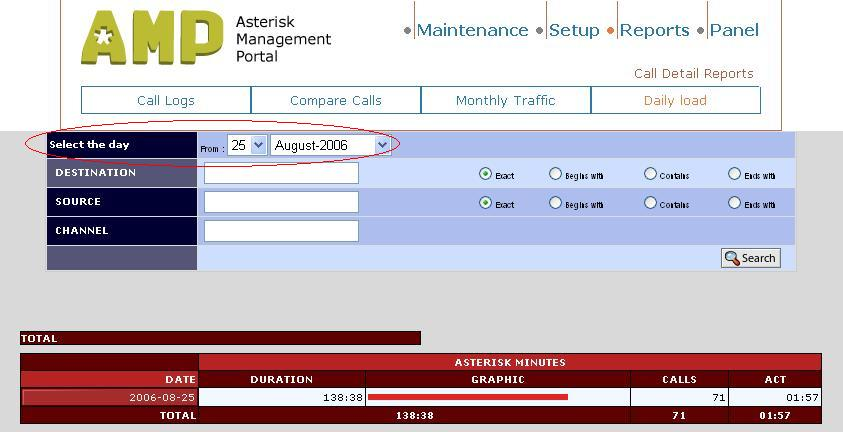 AMP Asterisk
Management
Portal
Maintenance Setup Reports Panel
Call Detail Reports
Call Logs Compare Calls Monthly Traffic Daily load
Select the day From : 25 August-2006
DESTINATION Exact Begins with Contains Ends with
SOURCE Exact Begins with Contains Ends with
CHANNEL
Search
TOTAL
ASTERISK MINUTES
DATE DURATION GRAPHIC CALLS ACT
2006-08-25 138:38 71 01:57
TOTAL 138:38 71 01:57